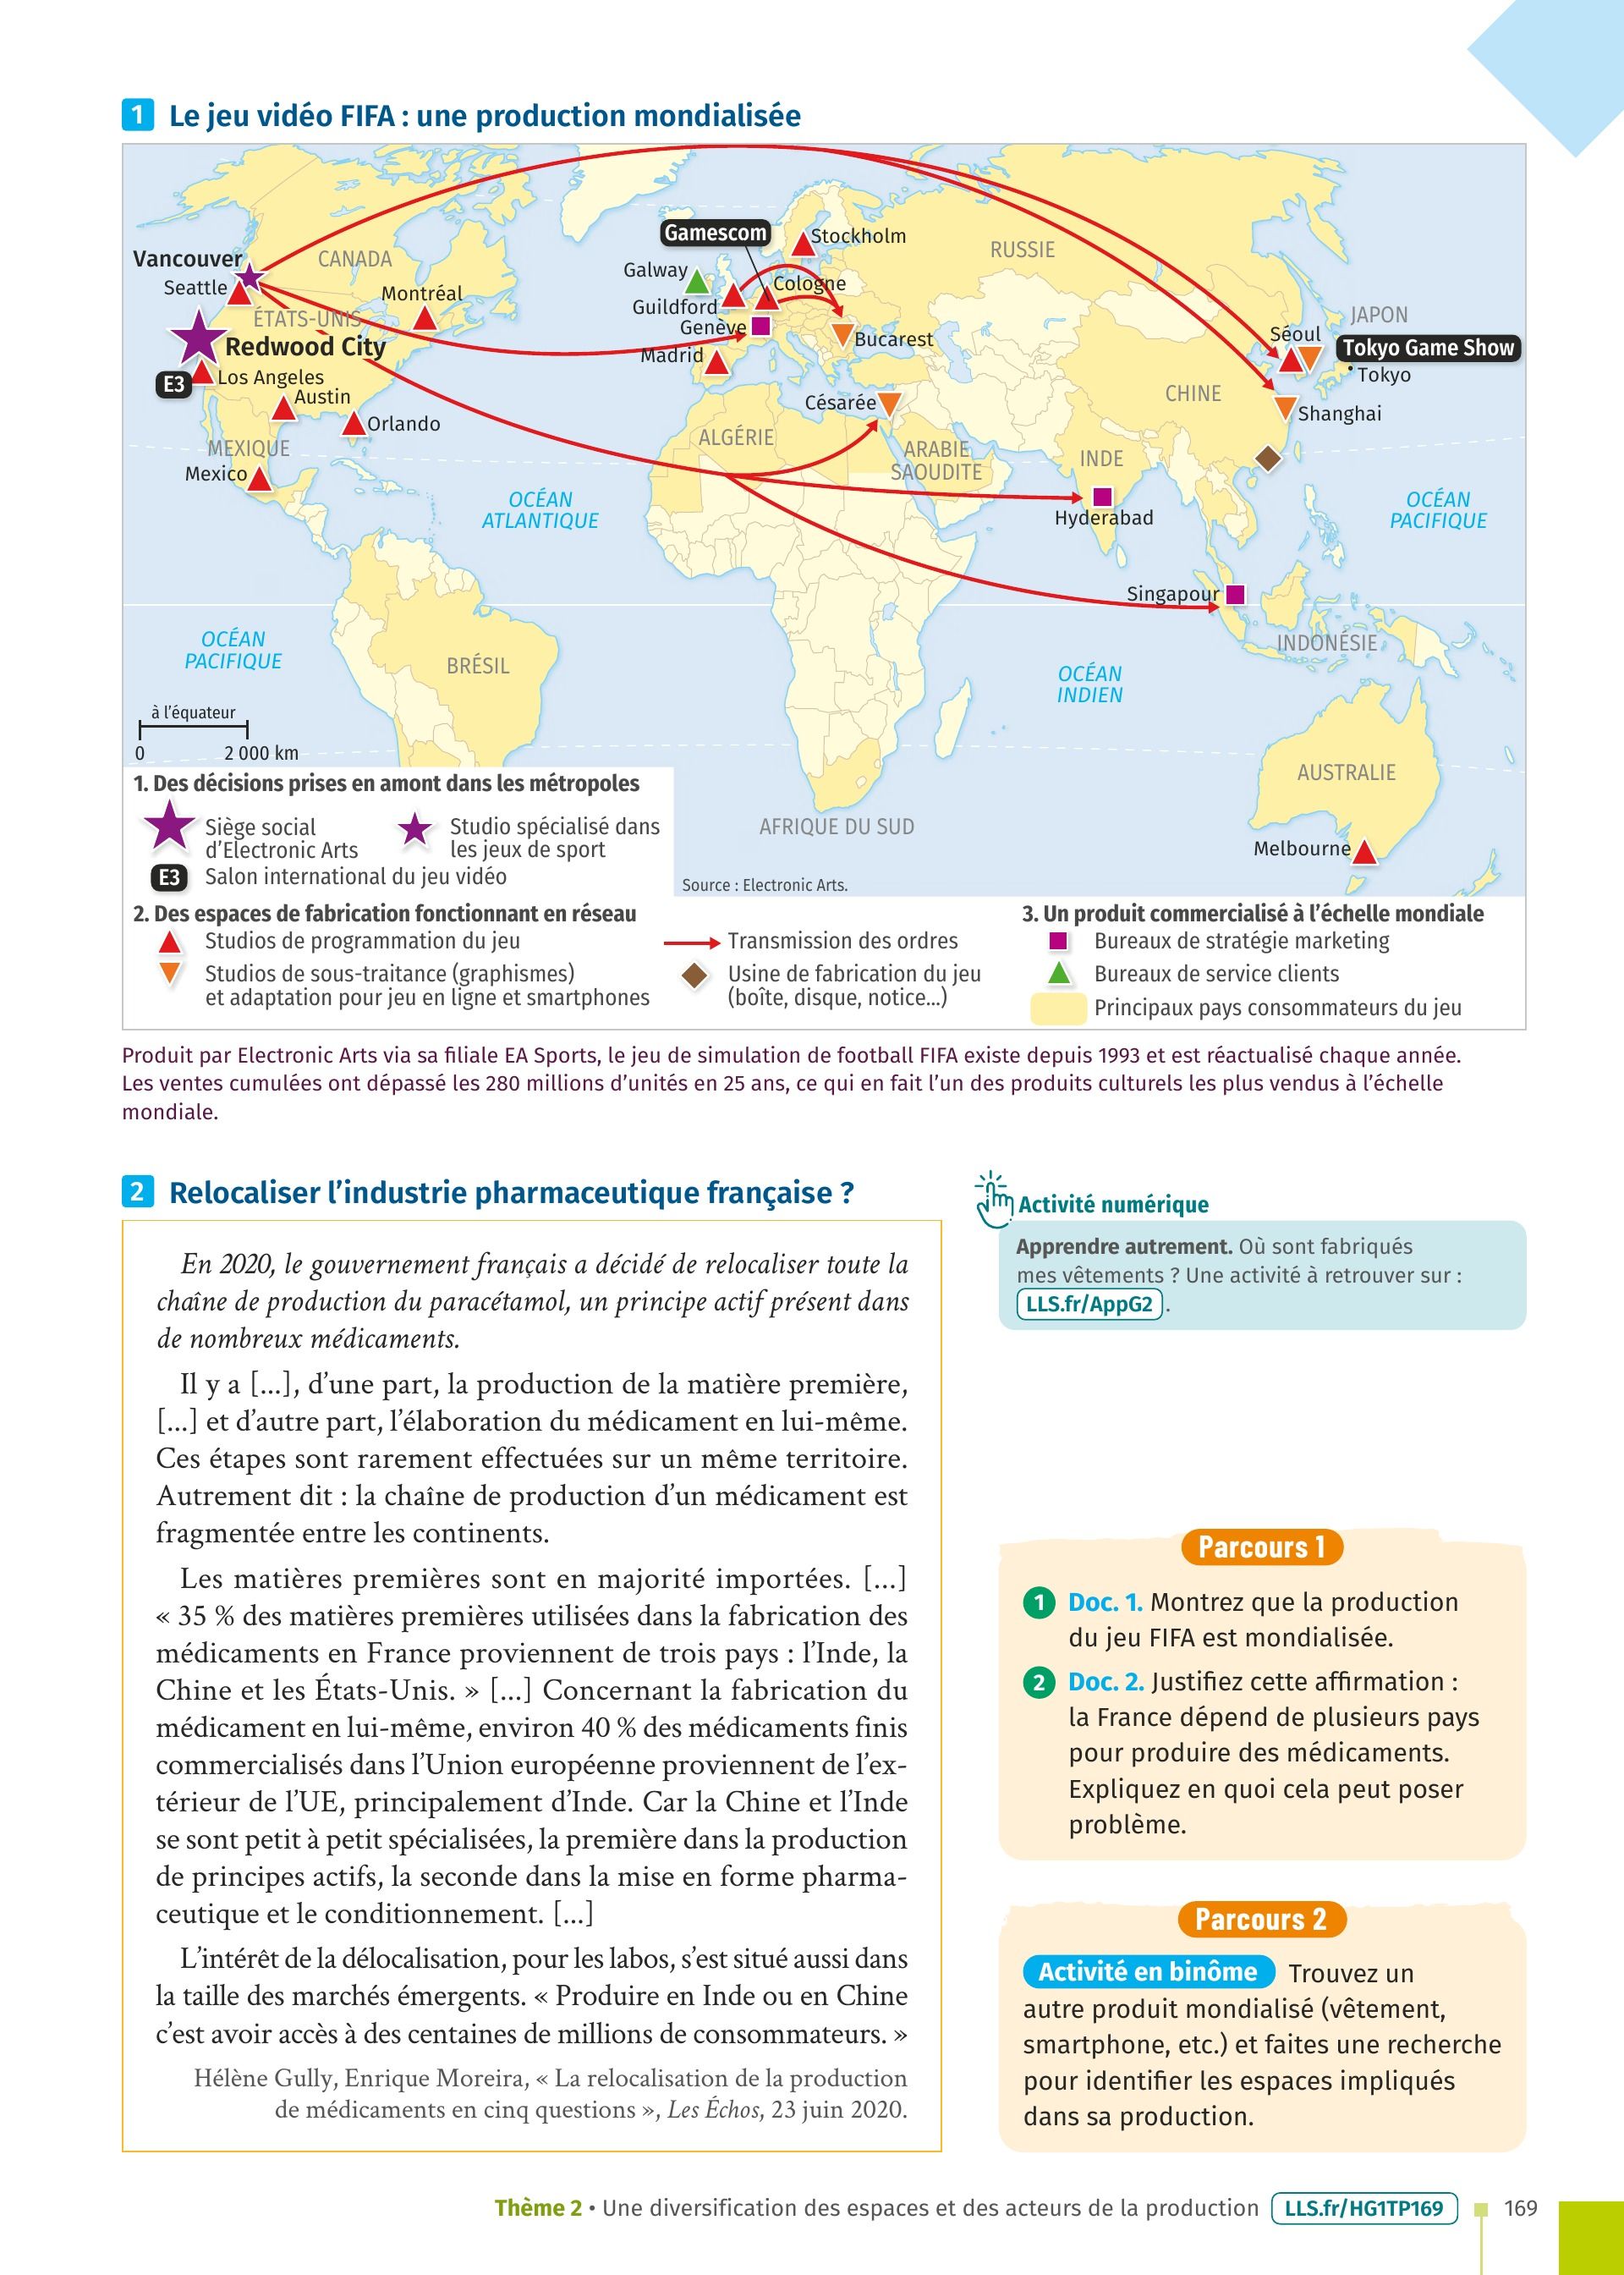 1 Le jeu vidéo FIFA : une production mondialisée
Gamescom
Stockholm
Vancouver
CANADA
RUSSIE
Galway
Cologne
Seattle
Montréal
Guildford
ÉTATS-UNIS
Genève
JAPON
Séoul
Redwood City
Bucarest
Tokyo Game Show
Madrid
E3
Los Angeles
Tokyo
Austin
CHINE
Césarée
Shanghai
Orlando
ALGÉRIE
MEXIQUE
ARABIE
SAOUDITE
INDE
Mexico
OCÉAN
ATLANTIQUE
OCÉAN
PACIFIQUE
Hyderabad
Singapour
OCÉAN
PACIFIQUE
INDONÉSIE
BRÉSIL
OCÉAN
INDIEN
à l'équateur
0 2 000 km
AUSTRALIE
AFRIQUE DU SUD
Melbourne
1. Des décisions prises en amont dans les métropoles
Siège social
d'Electronic Arts
Studio spécialisé dans
les jeux de sport
E3 Salon international du jeu vidéo
Source : Electronic Arts.
2. Des espaces de fabrication fonctionnant en réseau
Studios de programmation du jeu
Studios de sous-traitance (graphismes)
et adaptation pour jeu en ligne et smartphones
Transmission des ordres
Usine de fabrication du jeu
(boîte, disque, notice...)
3. Un produit commercialisé à l'échelle mondiale
Bureaux de stratégie marketing
Bureaux de service clients
Principaux pays consommateurs du jeu
Produit par Electronic Arts via sa filiale EA Sports, le jeu de simulation de football FIFA existe depuis 1993 et est réactualisé chaque année.
Les ventes cumulées ont dépassé les 280 millions d'unités en 25 ans, ce qui en fait l'un des produits culturels les plus vendus à l'échelle
mondiale.
2 Relocaliser l'industrie pharmaceutique française ?
En 2020, le gouvernement français a décidé de relocaliser toute la
chaîne de production du paracétamol, un principe actif présent dans
de nombreux médicaments.
Il y a [...], d'une part, la production de la matière première,
[...] et d'autre part, l'élaboration du médicament en lui-même.
Ces étapes sont rarement effectuées sur un même territoire.
Autrement dit : la chaîne de production d'un médicament est
fragmentée entre les continents.
Les matières premières sont en majorité importées. [...]
« 35 % des matières premières utilisées dans la fabrication des
médicaments en France proviennent de trois pays : l'Inde, la
Chine et les États-Unis. » [...] Concernant la fabrication du
médicament en lui-même, environ 40 % des médicaments finis
commercialisés dans l'Union européenne proviennent de l'ex-
térieur de l'UE, principalement d'Inde. Car la Chine et l'Inde
se sont petit à petit spécialisées, la première dans la production
de principes actifs, la seconde dans la mise en forme pharma-
ceutique et le conditionnement. [...]
L'intérêt de la délocalisation, pour les labos, s'est situé aussi dans
la taille des marchés émergents. « Produire en Inde ou en Chine
c'est avoir accès à des centaines de millions de consommateurs. »
Hélène Gully, Enrique Moreira, « La relocalisation de la production
de médicaments en cinq questions », Les Échos, 23 juin 2020.
Activité numérique
Apprendre autrement. Où sont fabriqués
mes vêtements ? Une activité à retrouver sur :
LLS.fr/AppG2 .
Parcours 1
1 Doc. 1. Montrez que la production
du jeu FIFA est mondialisée.
2 Doc. 2. Justifiez cette affirmation :
la France dépend de plusieurs pays
pour produire des médicaments.
Expliquez en quoi cela peut poser
problème.
Parcours 2
Activité en binôme Trouvez un
autre produit mondialisé (vêtement,
smartphone, etc.) et faites une recherche
pour identifier les espaces impliqués
dans sa production.
Thème 2 • Une diversification des espaces et des acteurs de la production LLS.fr/HG1TP169 169